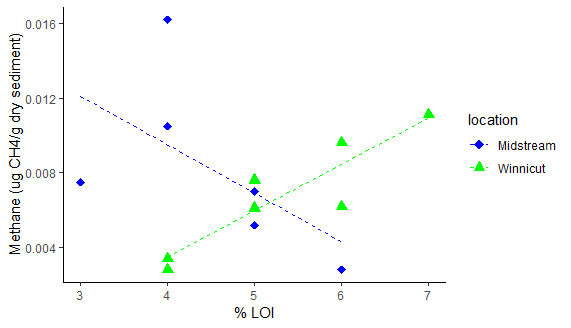 Methane (ug CH4/g dry sediment)
0.016
0.012
0.008
0.004
3 4 5 6 7
% LOI
location
Midstream
Winnicut